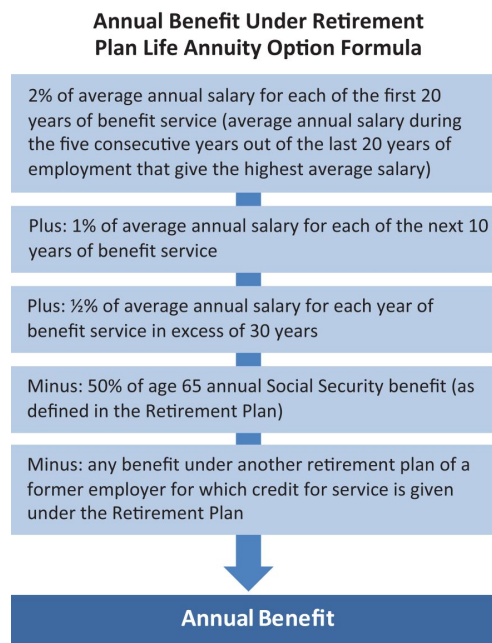 Annual Benefit Under Retirement
Plan Life Annuity Option Formula
2% of average annual salary for each of the first 20
years of benefit service (average annual salary during
the five consecutive years out of the last 20 years of
employment that give the highest average salary)
Plus: 1% of average annual salary for each of the next 10
years of benefit service
Plus: ½% of average annual salary for each year of
benefit service in excess of 30 years
Minus: 50% of age 65 annual Social Security benefit (as
defined in the Retirement Plan)
Minus: any benefit under another retirement plan of a
former employer for which credit for service is given
under the Retirement Plan
Annual Benefit